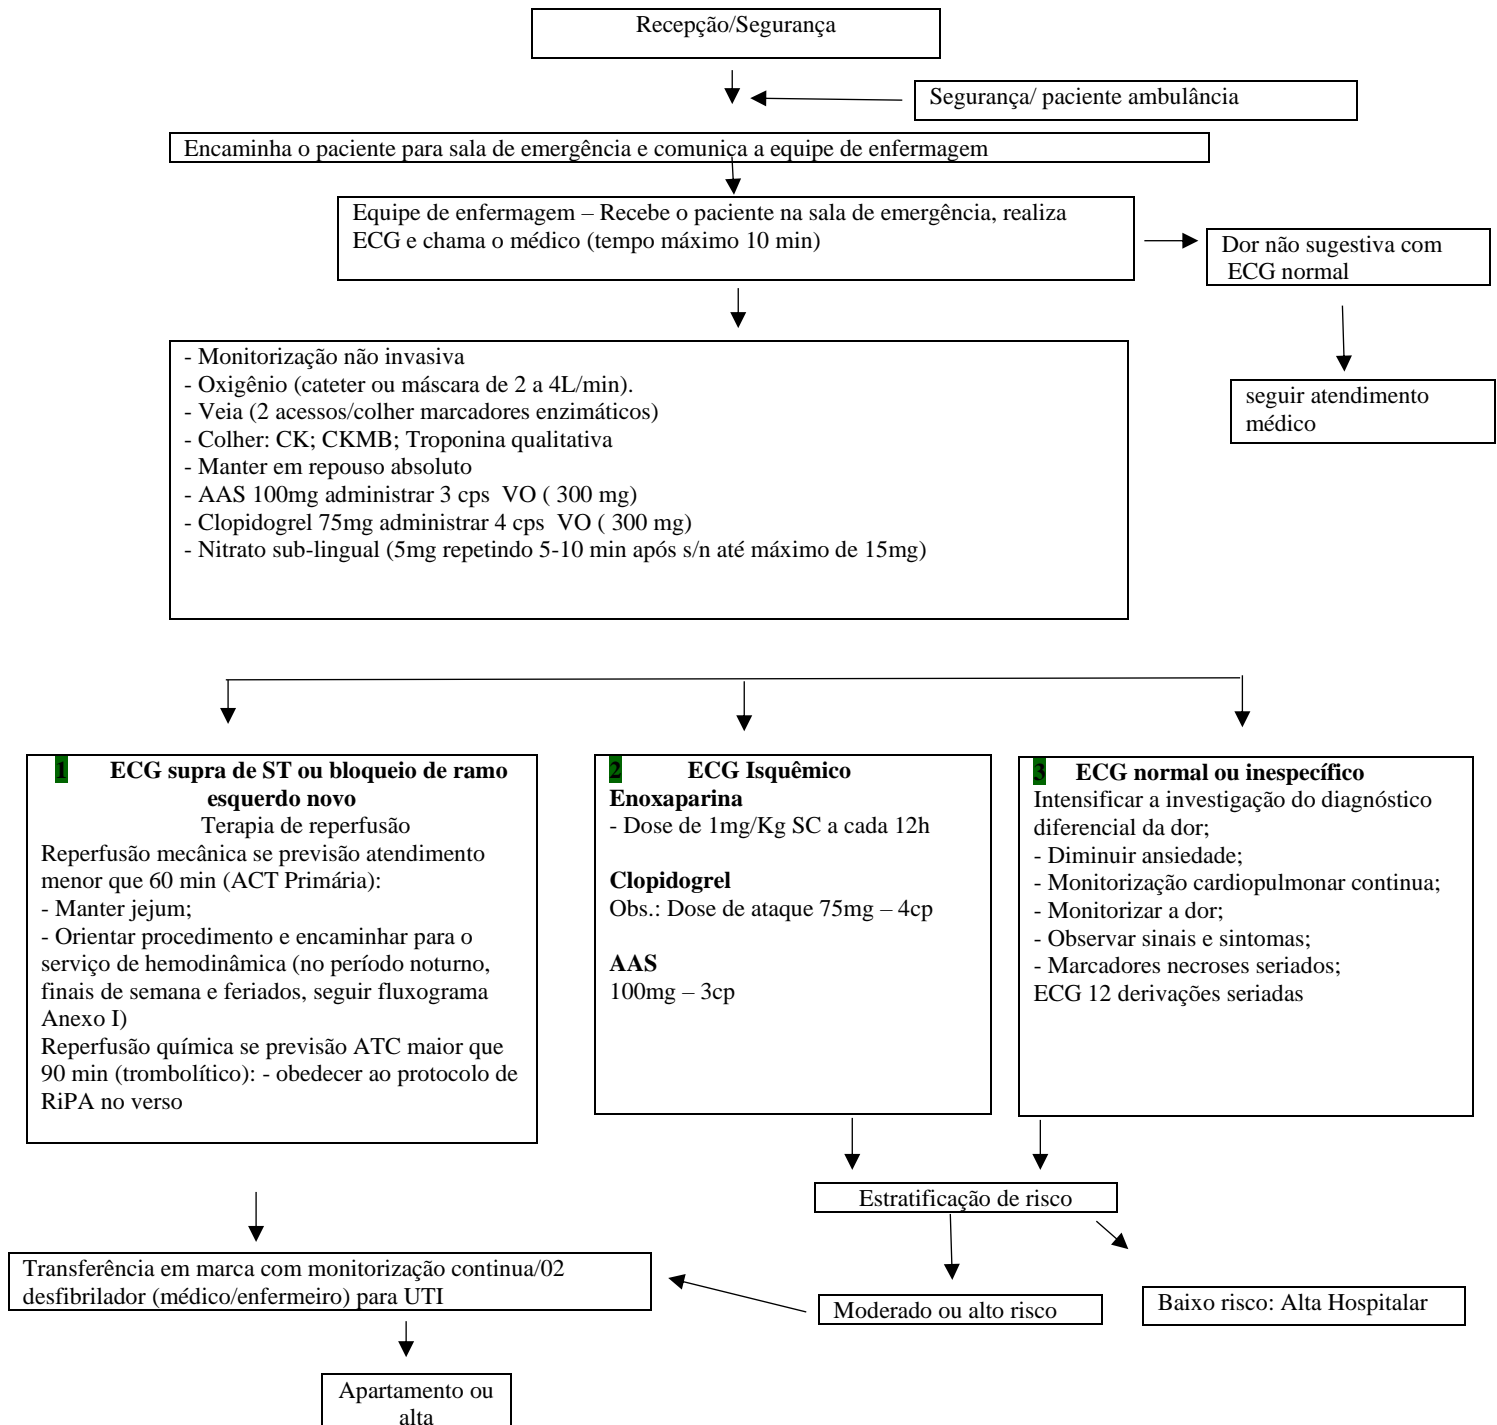 Recepção/Segurança
Segurança/ paciente ambulância
Encaminha o paciente para sala de emergência e comunica a equipe de enfermagem
Equipe de enfermagem – Recebe o paciente na sala de emergência, realiza
ECG e chama o médico (tempo máximo 10 min)
Dor não sugestiva com
ECG normal
seguir atendimento
médico
- Monitorização não invasiva
- Oxigênio (cateter ou máscara de 2 a 4L/min).
- Veia (2 acessos/colher marcadores enzimáticos)
- Colher: CK; CKMB; Troponina qualitativa
- Manter em repouso absoluto
- AAS 100mg administrar 3 cps VO ( 300 mg)
- Clopidogrel 75mg administrar 4 cps VO ( 300 mg)
- Nitrato sub-lingual (5mg repetindo 5-10 min após s/n até máximo de 15mg)
1 ECG supra de ST ou bloqueio de ramo
esquerdo novo
Terapia de reperfusão
Reperfusão mecânica se previsão atendimento
menor que 60 min (ACT Primária):
- Manter jejum;
- Orientar procedimento e encaminhar para o
serviço de hemodinâmica (no período noturno,
finais de semana e feriados, seguir fluxograma
Anexo I)
Reperfusão química se previsão ATC maior que
90 min (trombolítico): - obedecer ao protocolo de
RiPA no verso
2 ECG Isquêmico
Enoxaparina
- Dose de 1mg/Kg SC a cada 12h
Clopidogrel
Obs.: Dose de ataque 75mg – 4cp
AAS
100mg – 3cp
3 ECG normal ou inespecífico
Intensificar a investigação do diagnóstico
diferencial da dor;
- Diminuir ansiedade;
- Monitorização cardiopulmonar continua;
- Monitorizar a dor;
- Observar sinais e sintomas;
- Marcadores necroses seriados;
ECG 12 derivações seriadas
Estratificação de risco
Transferência em marca com monitorização continua/02
desfibrilador (médico/enfermeiro) para UTI
Moderado ou alto risco
Baixo risco: Alta Hospitalar
Apartamento ou
alta